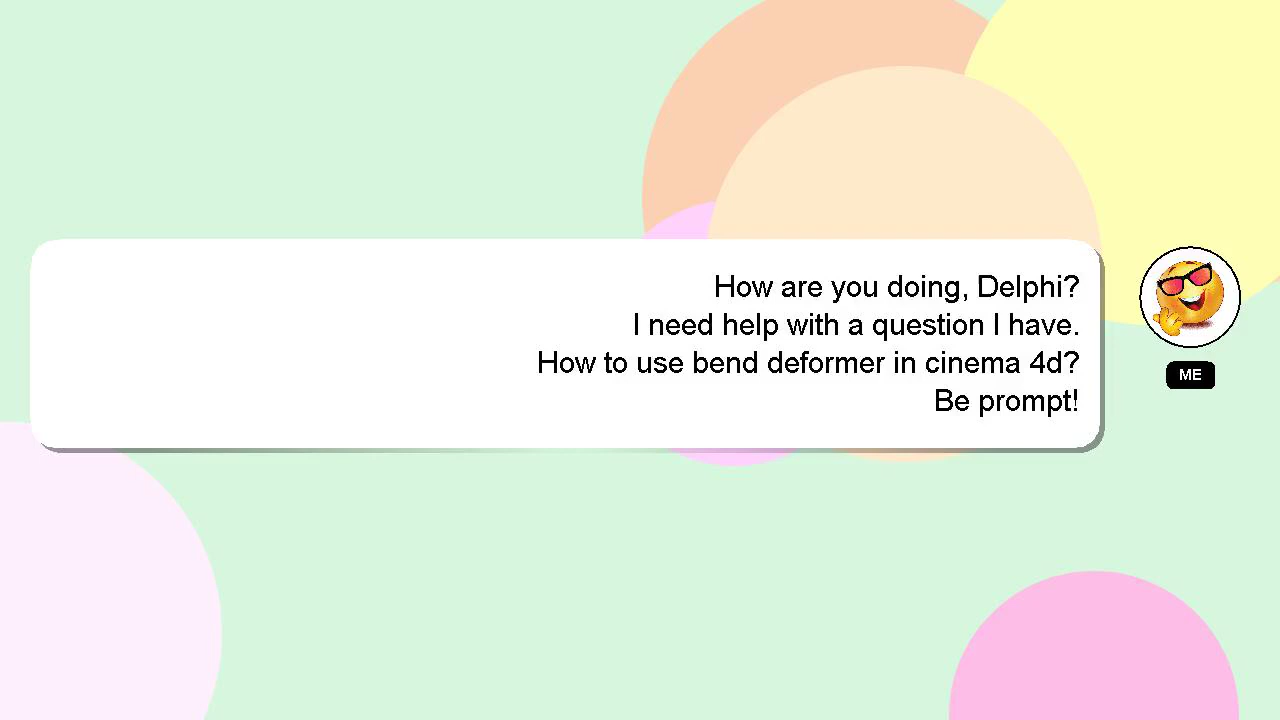 How are you doing, Delphi?
I need help with a question I have.
How to use bend deformer in cinema 4d?
Be prompt!
ME